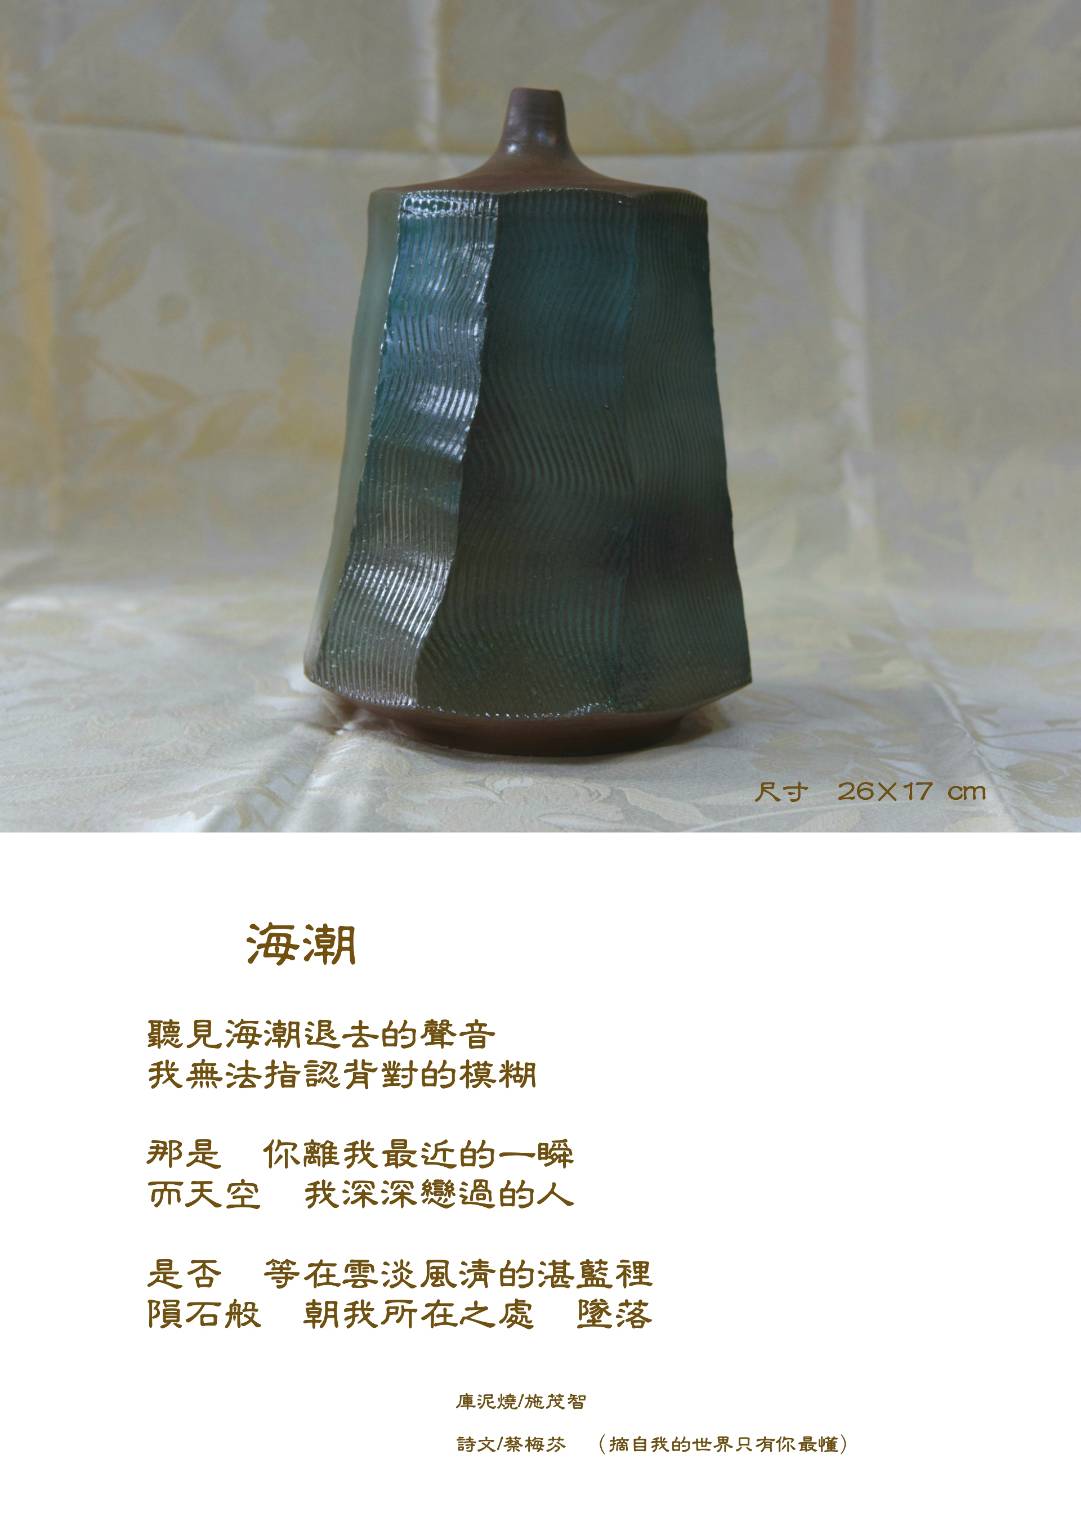 尺寸　26×17 cm
海潮
聽見海潮退去的聲音
我無法指認背對的模糊
那是　你離我最近的一瞬
而天空　我深深戀過的人
是否　等在雲淡風清的湛藍裡
隕石般　朝我所在之處　墜落
庫泥燒/施茂智
詩文/蔡梅芬　（摘自我的世界只有你最懂）